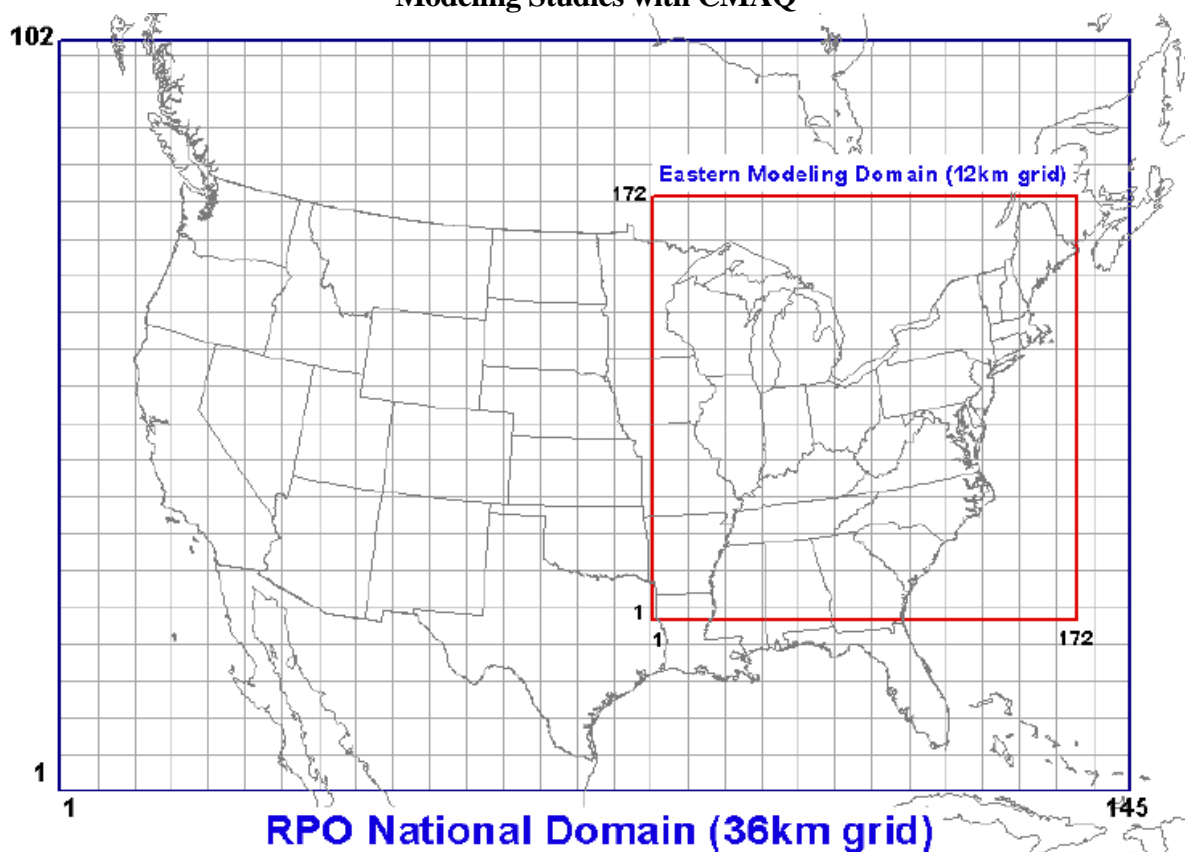 Modeling Studies with CMAQ
102
Eastern Modeling Domain (12km grid)
172
1
1
172
1
1
145
RPO National Domain (36km grid)